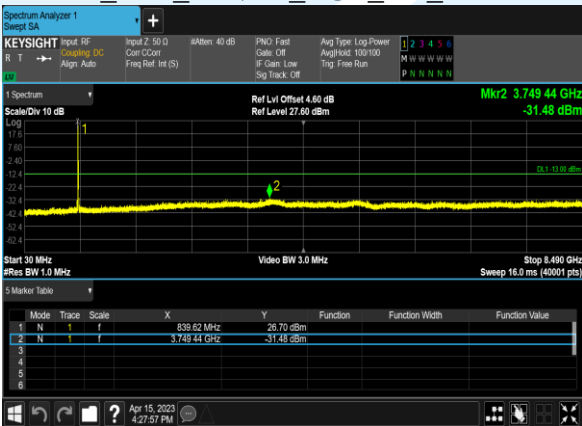 Spectrum Analyzer 1
Swept SA
+
KEYSIGHT Input: RF Input Z: 50 Ω #Atten: 40 dB PNO: Fast Avg Type: Log-Power 1 2 3 4 5 6
R T Coupling: DC Corr CCorr Gate: Off Avg|Hold: 100/100 M W W W W W
Align: Auto Freq Ref: Int (S) IF Gain: Low Trig: Free Run
Sig Track: Off P N N N N N
1 Spectrum
Ref Lvl Offset 4.60 dB Mkr2 3.749 44 GHz
Scale/Div 10 dB Ref Level 27.60 dBm -31.48 dBm
Log
17.6
7.60
-2.40
-12.4
-22.4
-32.4
-42.4
-52.4
-62.4
1
DL1 -13.00 dBm
2
Start 30 MHz Video BW 3.0 MHz Stop 8.490 GHz
#Res BW 1.0 MHz Sweep 16.0 ms (40001 pts)
5 Marker Table
Mode Trace Scale X Y Function Function Width Function Value
1 N 1 f 839.62 MHz 26.70 dBm
2 N 1 f 3.749 44 GHz -31.48 dBm
3
4
5
6
? Apr 15, 2023
4:27:57 PM